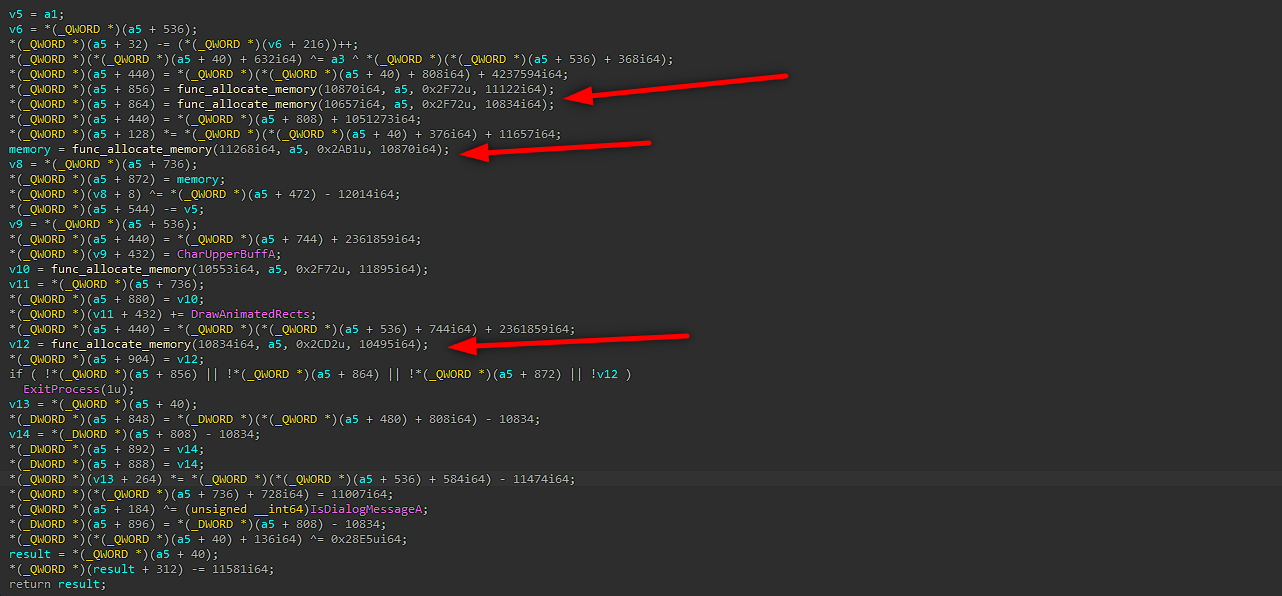 v5 = a1;
v6 = *(_QWORD *)(a5 + 536);
*(_QWORD *)(a5 + 32) -= (*(_QWORD *)(v6 + 216))++;
*(_QWORD *)(*(_QWORD *)(a5 + 40) + 632i64) ^= a3 ^ *(_QWORD *)(*(_QWORD *)(a5 + 536) + 368i64);
*(_QWORD *)(a5 + 440) = *(_QWORD *)(*(_QWORD *)(a5 + 40) + 808i64) + 4237594i64;
*(_QWORD *)(a5 + 856) = func_allocate_memory(10870i64, a5, 0x2F72u, 11122i64);
*(_QWORD *)(a5 + 864) = func_allocate_memory(10657i64, a5, 0x2F72u, 10834i64);
*(_QWORD *)(a5 + 440) = *(_QWORD *)(a5 + 808) + 1051273i64;
*(_QWORD *)(a5 + 128) *= *(_QWORD *)(*(_QWORD *)(a5 + 40) + 376i64) + 11657i64;
memory = func_allocate_memory(11268i64, a5, 0x2AB1u, 10870i64);
v8 = *(_QWORD *)(a5 + 736);
*(_QWORD *)(a5 + 872) = memory;
*(_QWORD *)(v8 + 8) ^= *(_QWORD *)(a5 + 472) - 12014i64;
*(_QWORD *)(a5 + 544) -= v5;
v9 = *(_QWORD *)(a5 + 536);
*(_QWORD *)(a5 + 440) = *(_QWORD *)(a5 + 744) + 2361859i64;
*(_QWORD *)(v9 + 432) = CharUpperBuffA;
v10 = func_allocate_memory(10553i64, a5, 0x2F72u, 11895i64);
v11 = *(_QWORD *)(a5 + 736);
*(_QWORD *)(a5 + 880) = v10;
*(_QWORD *)(v11 + 432) += DrawAnimatedRects;
*(_QWORD *)(a5 + 440) = *(_QWORD *)(*(_QWORD *)(a5 + 536) + 744i64) + 2361859i64;
v12 = func_allocate_memory(10834i64, a5, 0x2CD2u, 10495i64);
*(_QWORD *)(a5 + 904) = v12;
if ( !*(_QWORD *)(a5 + 856) || !*(_QWORD *)(a5 + 864) || !*(_QWORD *)(a5 + 872) || !v12 )
  ExitProcess(1u);
v13 = *(_QWORD *)(a5 + 40);
*(_DWORD *)(a5 + 848) = *(_DWORD *)(*(_QWORD *)(a5 + 480) + 808i64) - 10834;
v14 = *(_DWORD *)(a5 + 808) - 10834;
*(_DWORD *)(a5 + 892) = v14;
*(_DWORD *)(a5 + 888) = v14;
*(_QWORD *)(v13 + 264) *= *(_QWORD *)(*(_QWORD *)(a5 + 536) + 584i64) - 11474i64;
*(_QWORD *)(*(_QWORD *)(a5 + 736) + 728i64) = 11007i64;
*(_QWORD *)(a5 + 184) ^= (unsigned __int64)IsDialogMessageA;
*(_DWORD *)(a5 + 896) = *(_DWORD *)(a5 + 808) - 10834;
*(_QWORD *)(*(_QWORD *)(a5 + 40) + 136i64) ^= 0x28E5ui64;
result = *(_QWORD *)(a5 + 40);
*(_QWORD *)(result + 312) -= 11581i64;
return result;